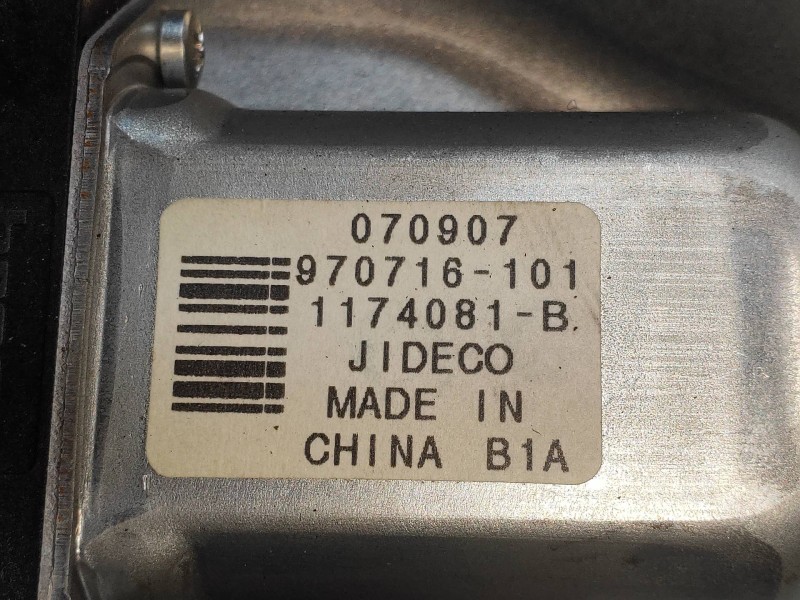 070907
970716-101
1174081-B
JIDECO
MADE IN
CHINA B1A